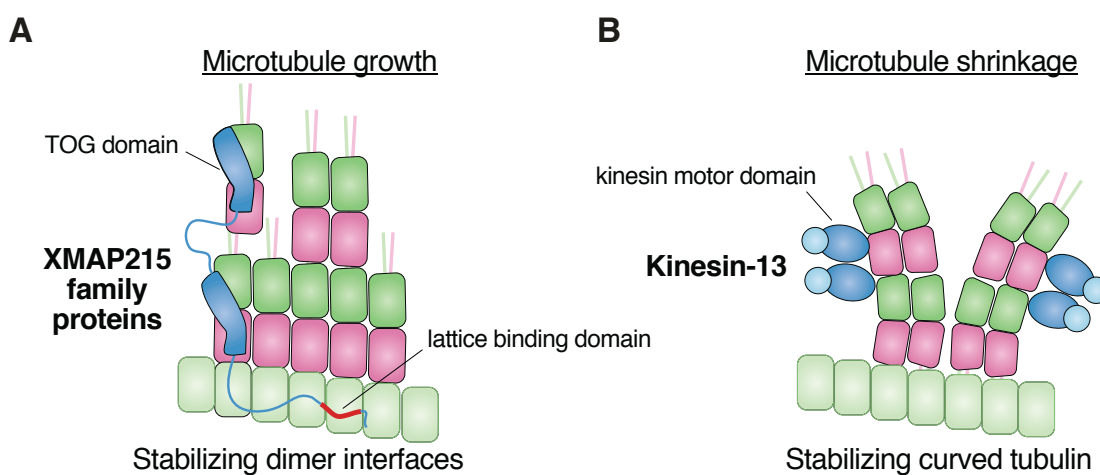 A
Microtubule growth
TOG domain
XMAP215
family
proteins
lattice binding domain
Stabilizing dimer interfaces
B
Microtubule shrinkage
kinesin motor domain
Kinesin-13
Stabilizing curved tubulin